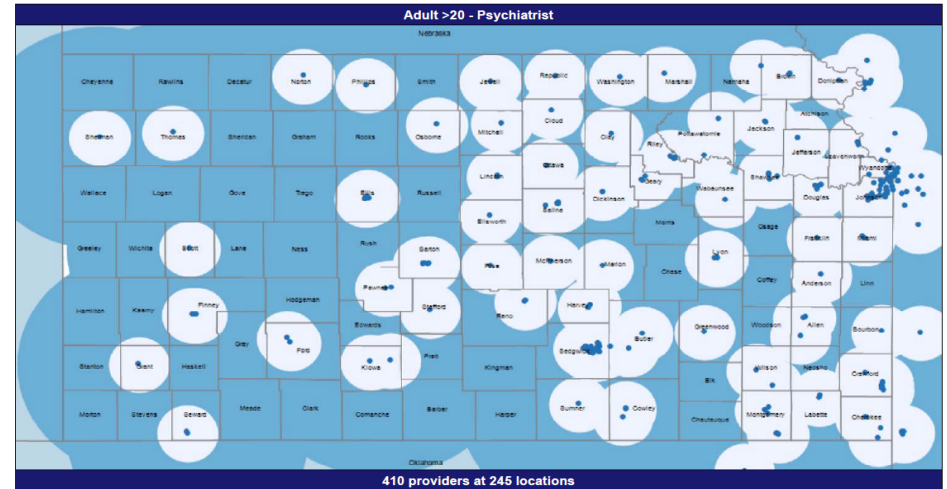 Adult >20 - Psychiatrist
Nebraska
Cheyenne Rawlins Decatur Norton Phillips Smith Jewell Republic Washington Marshall Nemaha Brown Doniphan
Atchison
Sherman Thomas Sheridan Graham Rooks Osborne Mitchell Cloud Clay Riley Pottawatomie Jackson
Jefferson Leavenworth
Wyandotte
Wallace Logan Gove Trego Ellis Russell Lincoln Ottawa Geary Wabaunsee Shawnee
Dickinson Douglas Johnson
Saline
Ellsworth Morris Osage
Greeley Wichita Scott Lane Ness Rush Barton Lyon Franklin Miami
Rice McPherson Marion Chase
Pawnee Coffey Anderson Linn
Hamilton Kearny Finney Hodgeman Stafford Reno Harvey
Edwards Greenwood Woodson Allen Bourbon
Gray Ford Butler
Stanton Grant Haskell Kiowa Pratt Kingman Sedgwick Wilson Neosho Crawford
Elk
Morton Stevens Seward Meade Clark Comanche Barber Harper Sumner Cowley Chautauqua Montgomery Labette Cherokee
Oklahoma
410 providers at 245 locations